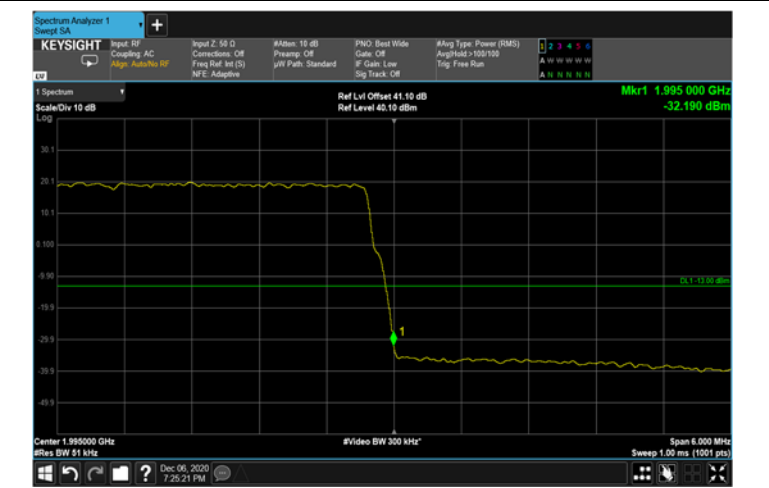 Spectrum Analyzer 1
Swept SA
+
KEYSIGHT
Input: RF
Coupling: AC
Align: Auto/No RF
Input Z: 50 Ω
Corrections: Off
Freq Ref: Int (S)
NFE: Adaptive
#Atten: 10 dB
Preamp: Off
µW Path: Standard
PNO: Best Wide
Gate: Off
IF Gain: Low
Sig Track: Off
#Avg Type: Power (RMS)
Avg|Hold >100/100
Trig: Free Run
1 2 3 4 5 6
A W W W W W
A N N N N N
1 Spectrum
Scale/Div 10 dB
Log
Ref Lvl Offset 41.10 dB
Ref Level 40.10 dBm
Mkr1 1.995 000 GHz
-32.190 dBm
30.1
20.1
10.1
0.100
-9.90
DL1 -13.00 dBm
-19.9
-29.9
1
-39.9
-49.9
Center 1.995000 GHz
#Video BW 300 kHz*
Span 6.000 MHz
#Res BW 51 kHz
Sweep 1.00 ms (1001 pts)
?
Dec 06, 2020
7:25:21 PM